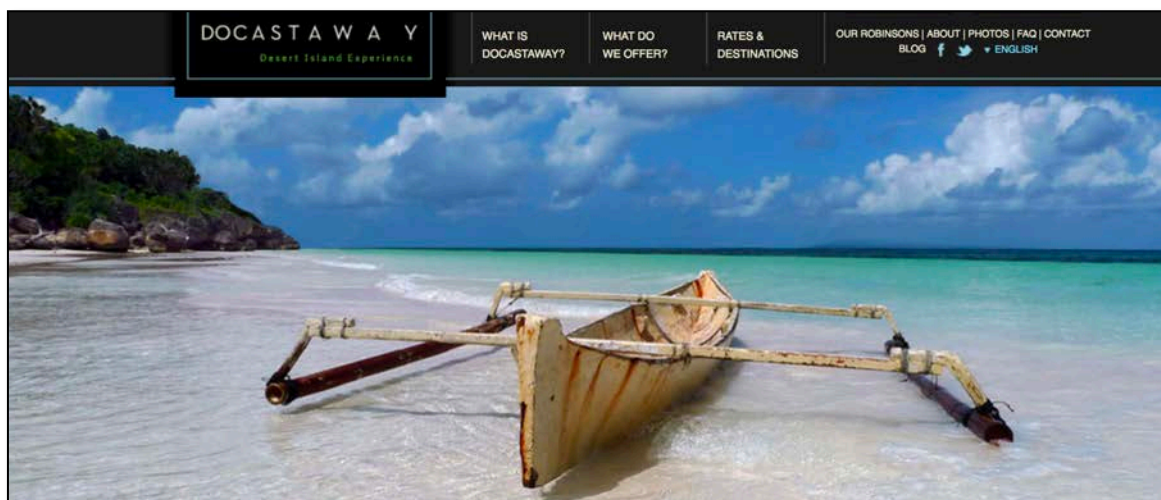 DOCASTAWAY
Desert Island Experience
WHAT IS
DOCASTAWAY?
WHAT DO
WE OFFER?
RATES &
DESTINATIONS
OUR ROBINSONS | ABOUT | PHOTOS | FAQ | CONTACT
BLOG f ▼ ENGLISH